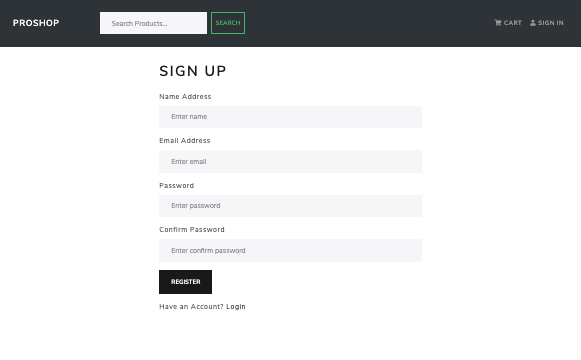 PROSHOP
Search Products...
SEARCH
CART
SIGN IN
SIGN UP
Name Address
Enter name
Email Address
Enter email
Password
Enter password
Confirm Password
Enter confirm password
REGISTER
Have an Account? Login